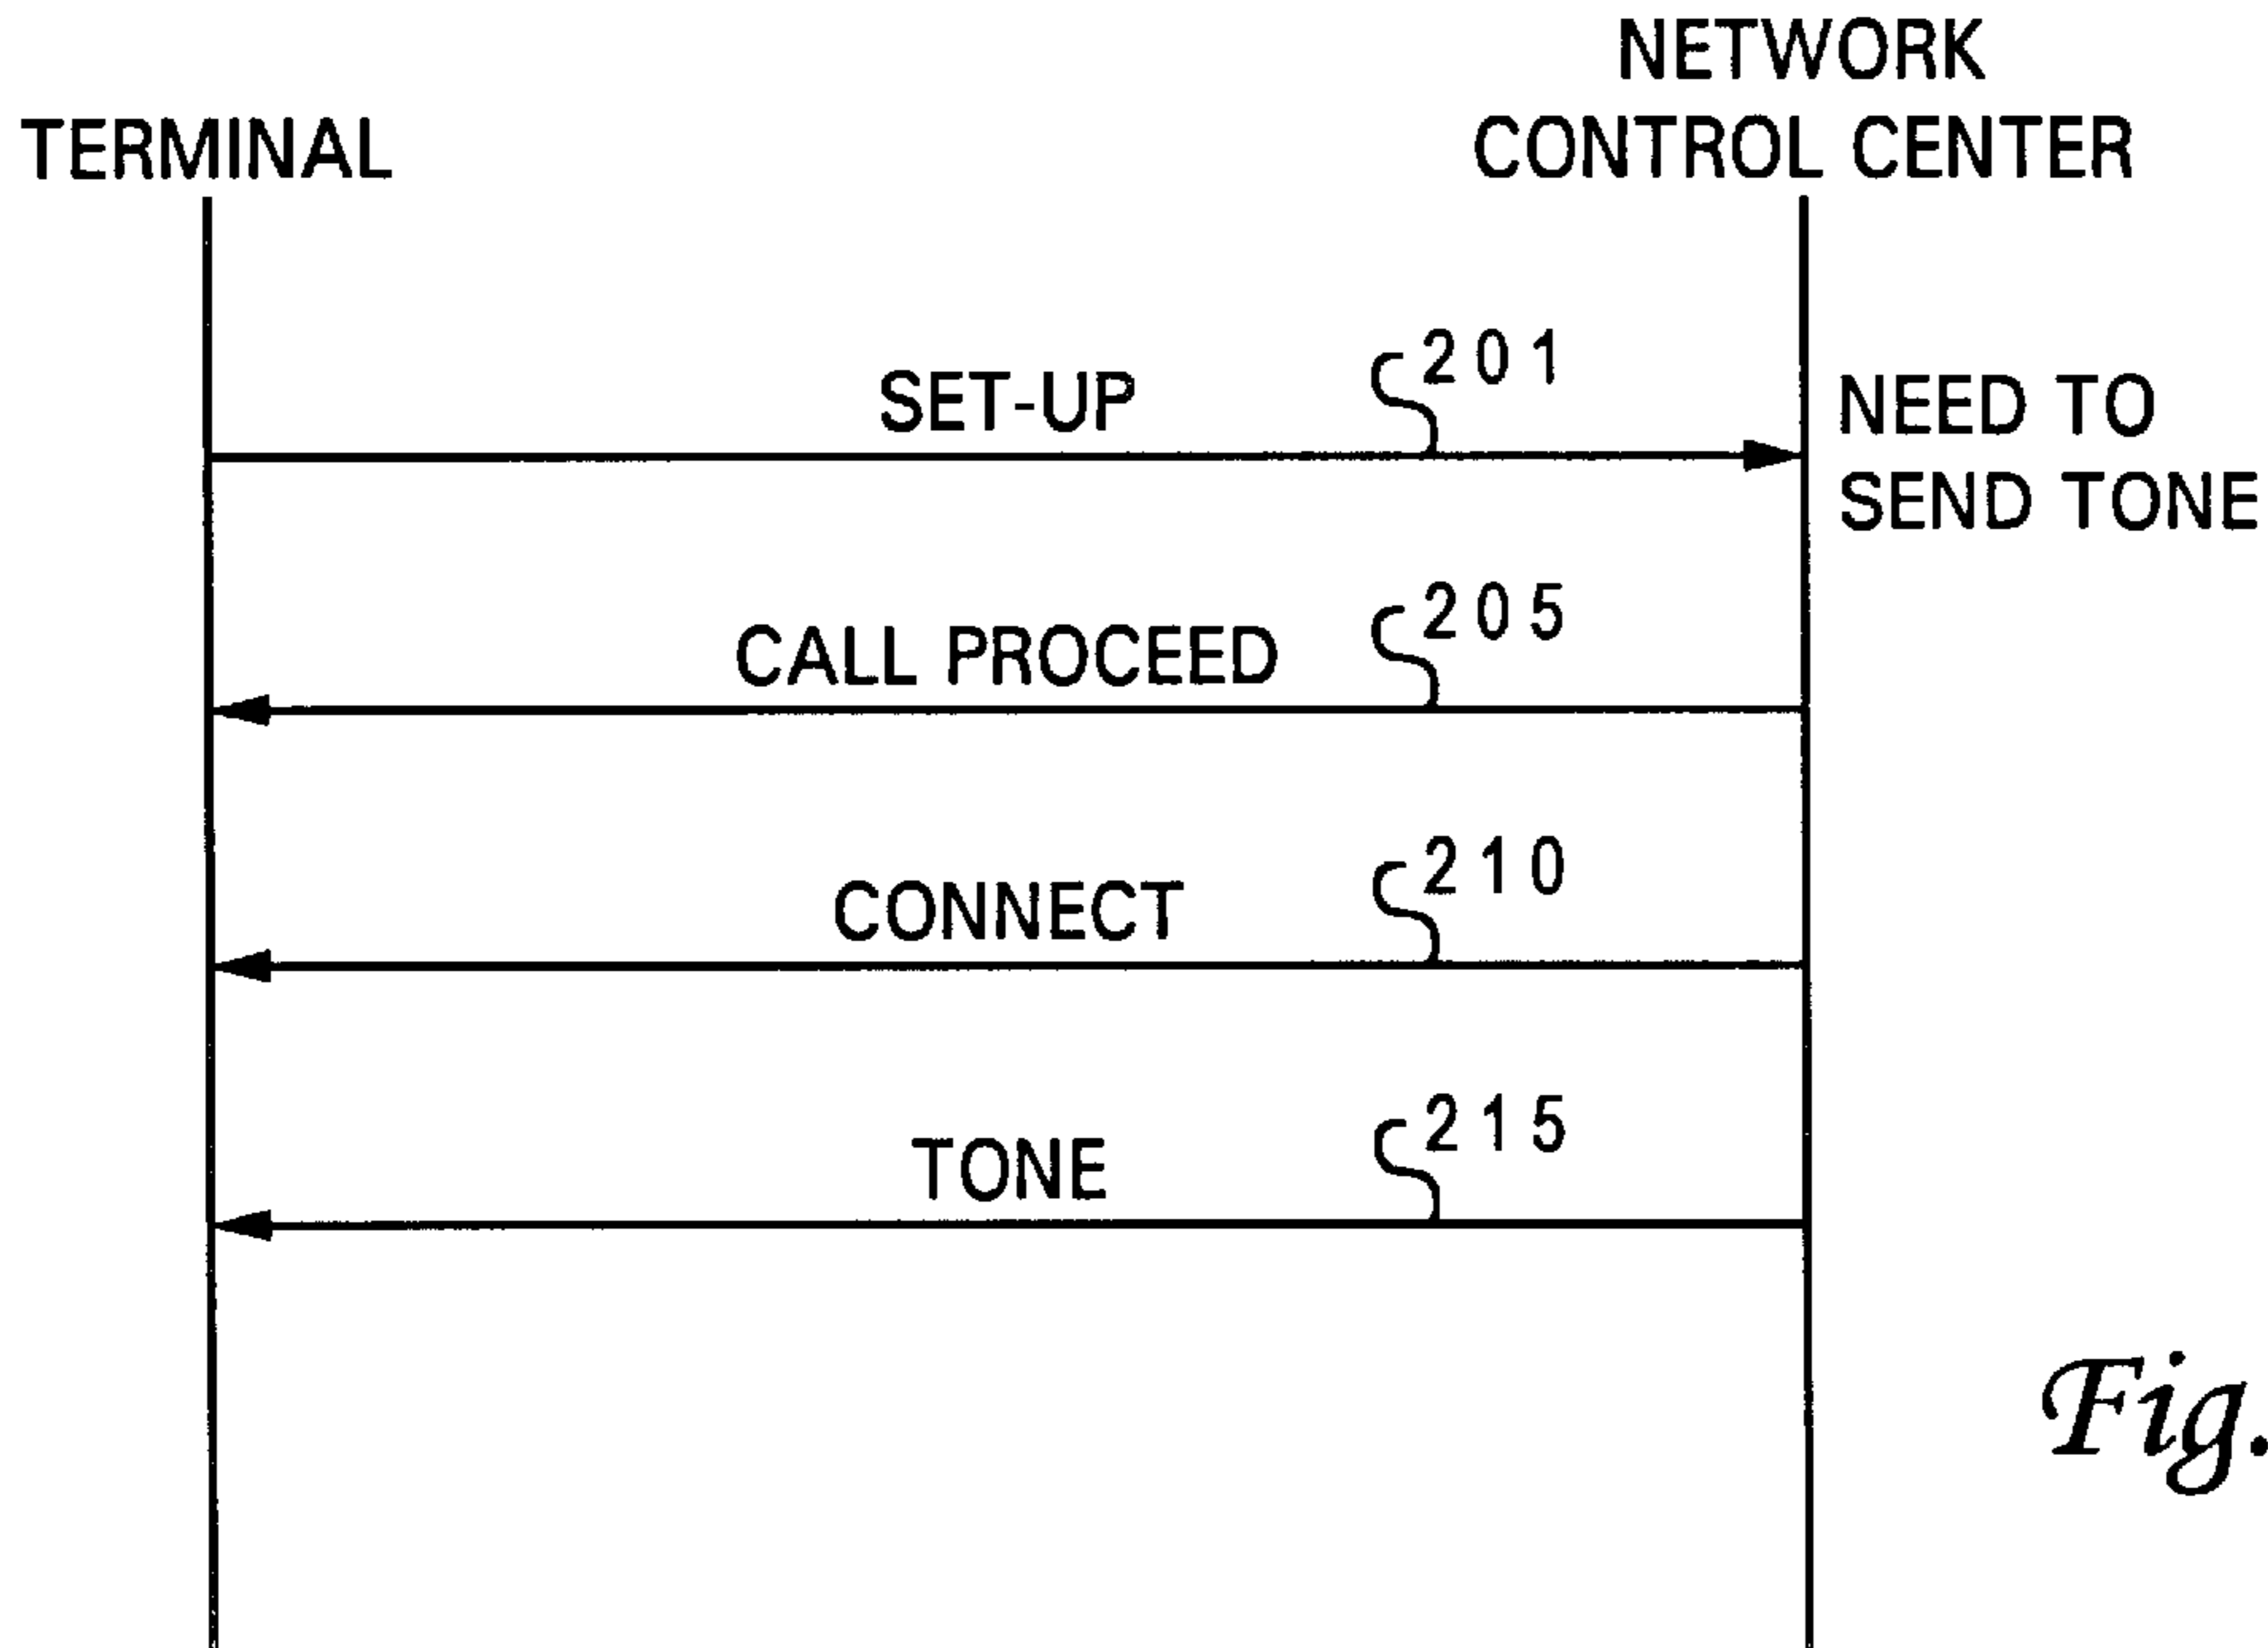 NETWORK
CONTROL CENTER
TERMINAL
201
SET-UP
NEED TO
SEND TONE
205
CALL PROCEED
210
CONNECT
215
TONE
Fig.